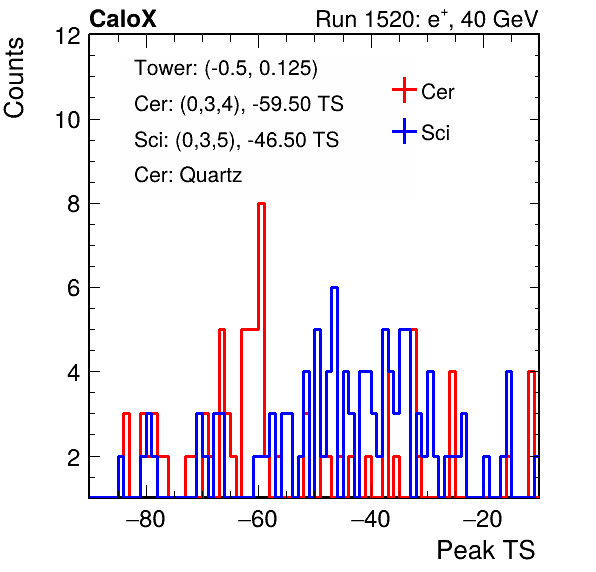 CaloX Run 1520: e⁺, 40 GeV
Counts
12
10
8
6
4
2
Tower: (-0.5, 0.125)
Cer: (0,3,4), -59.50 TS
Sci: (0,3,5), -46.50 TS
Cer: Quartz
Cer
Sci
−80 −60 −40 −20
Peak TS